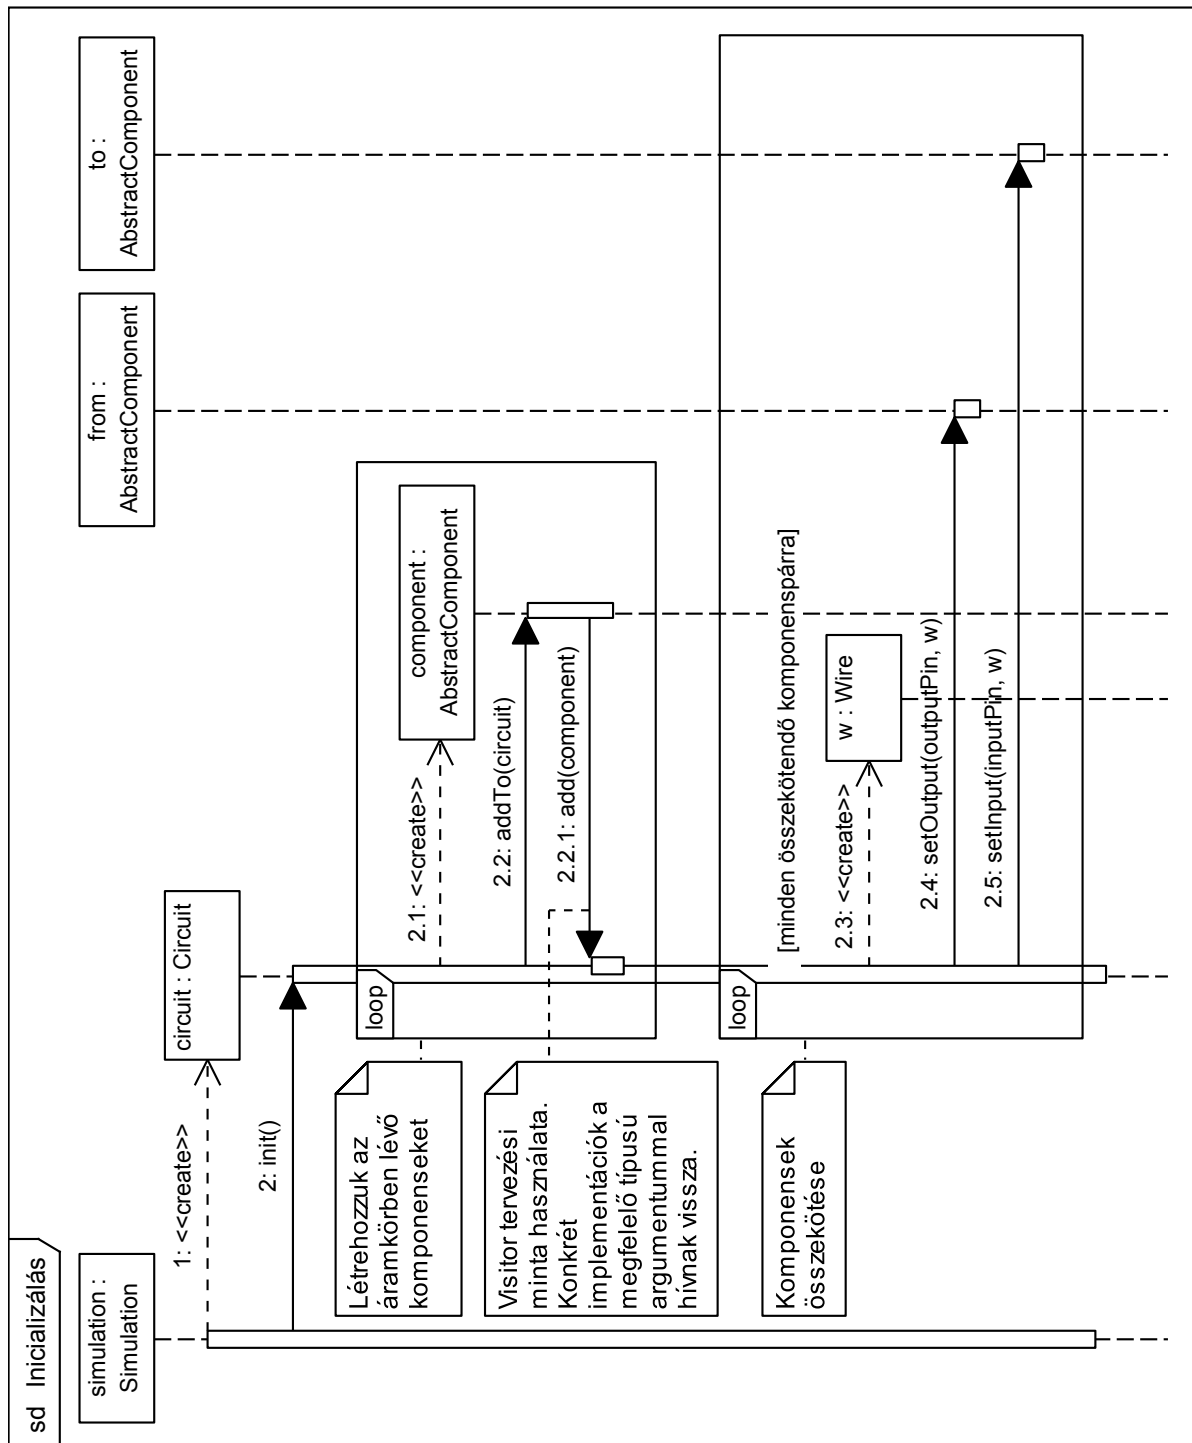 sd Inicializálás
simulation :
Simulation
circuit : Circuit
from :
AbstractComponent
to :
AbstractComponent
1: <<create>>
2: init()
loop
Létrehozzuk az
áramkörben lévő
komponenseket
component :
AbstractComponent
2.1: <<create>>
2.2: addTo(circuit)
2.2.1: add(component)
Visitor tervezési
minta használata.
Konkrét
implementációk a
megfelelő típusú
argumentummal
hívnak vissza.
loop
[minden összekötendő komponenspárra]
Komponensek
összekötése
w : Wire
2.3: <<create>>
2.4: setOutput(outputPin, w)
2.5: setInput(inputPin, w)